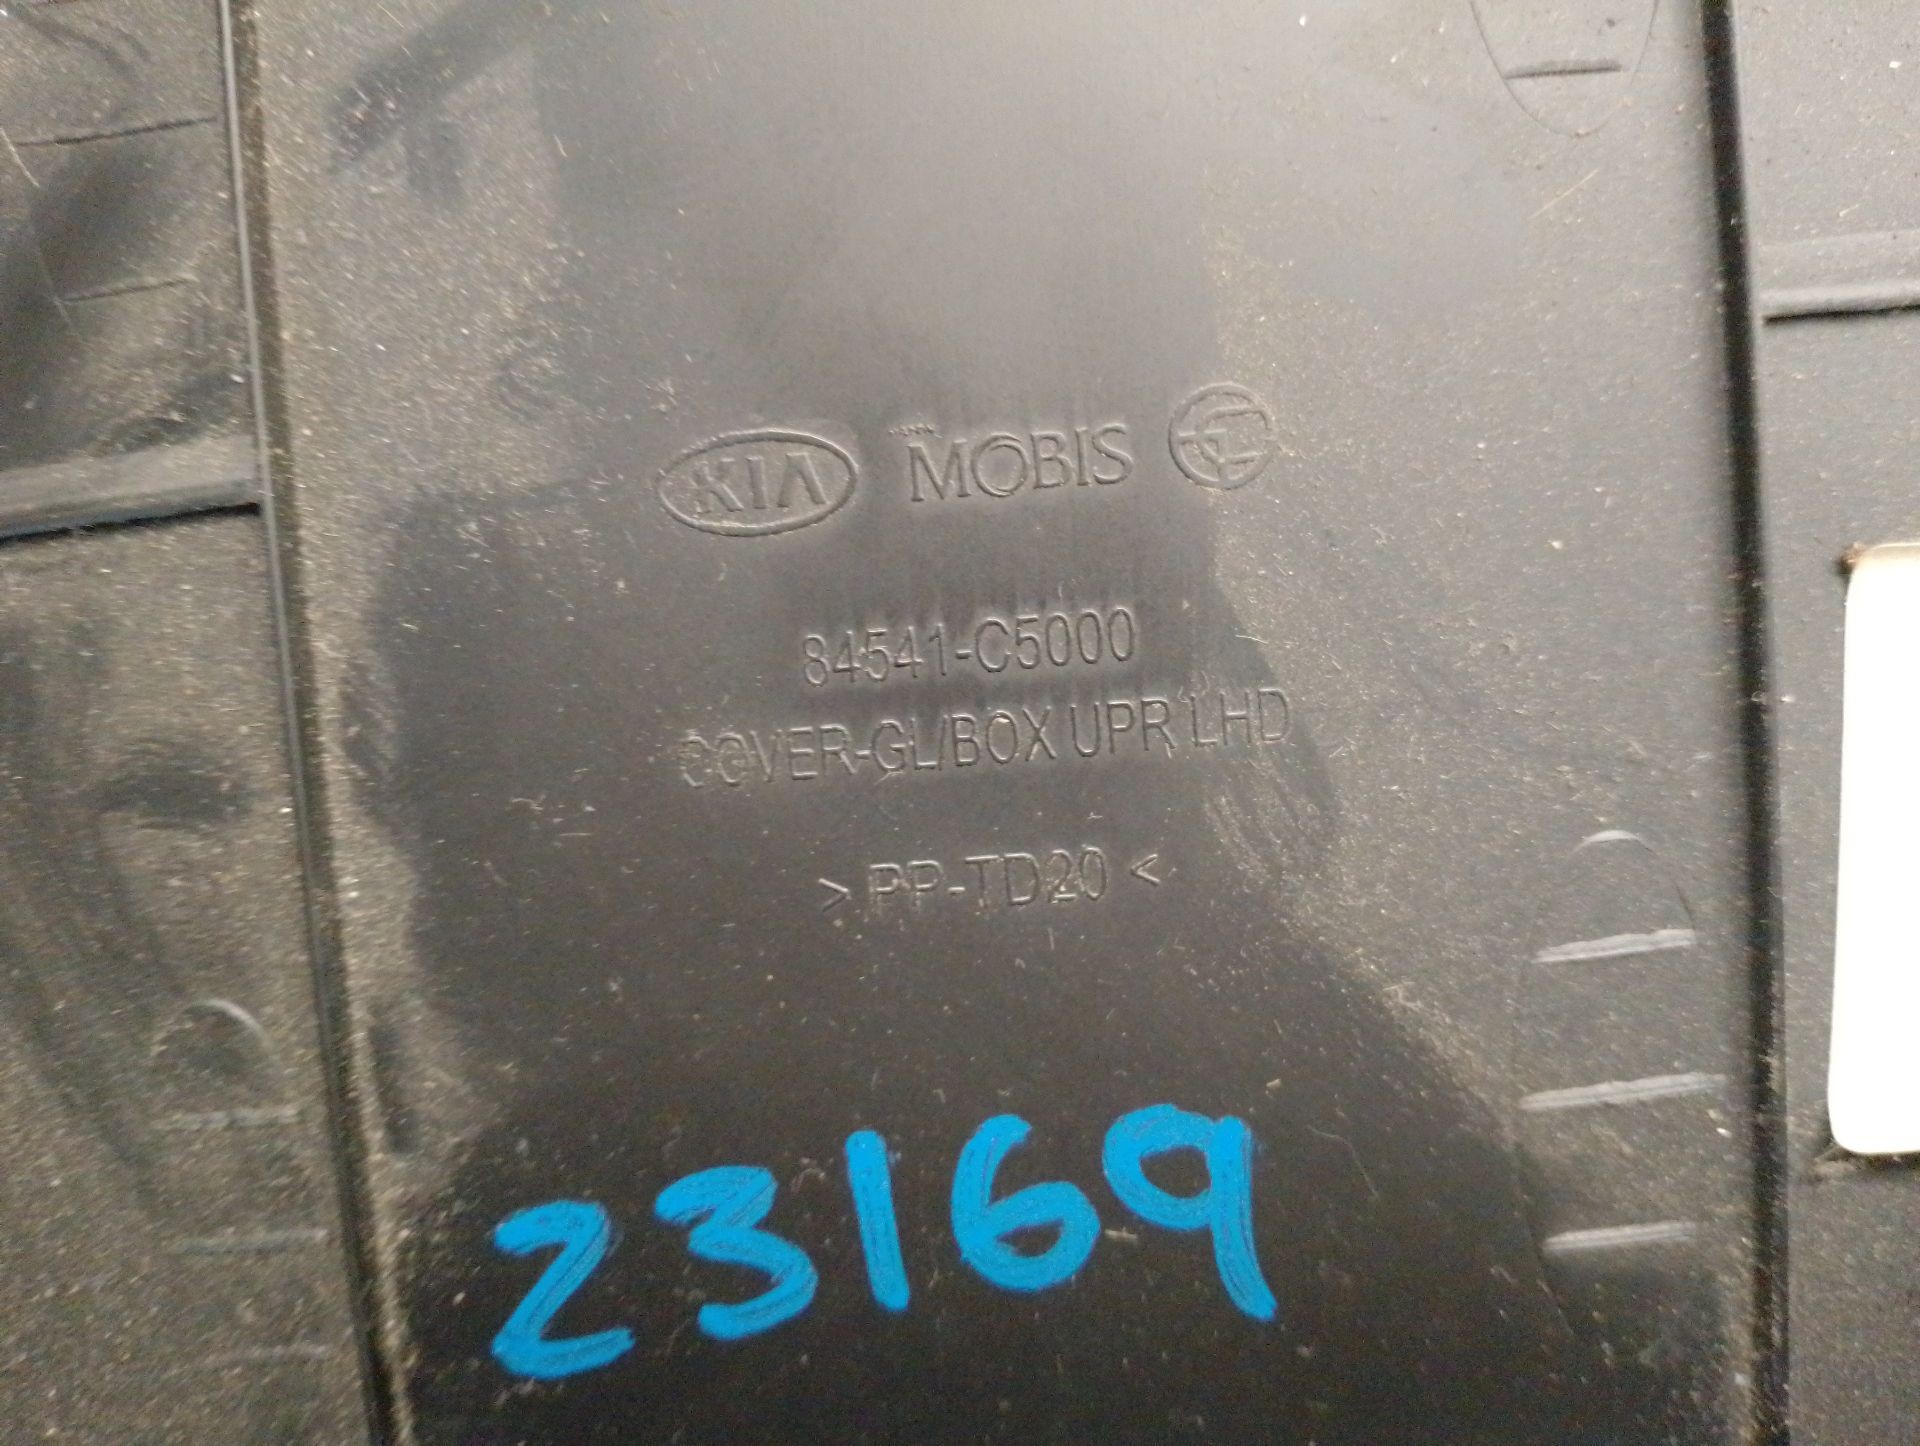 KIA MOBIS
84541-C5000
COVER-GL/BOX UPR LHD
> PP-TD20 <
23169